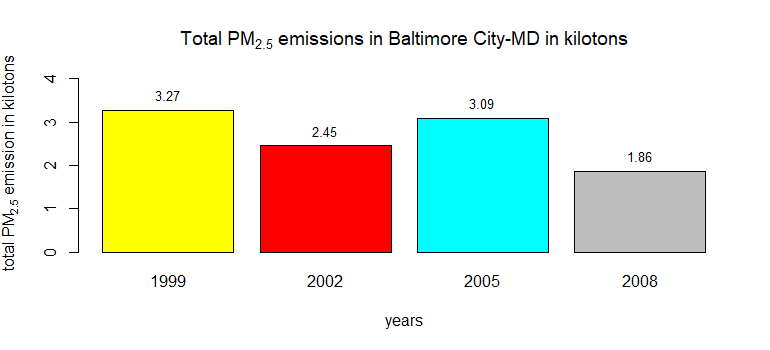 Total PM2.5 emissions in Baltimore City-MD in kilotons
total PM2.5 emission in kilotons
4
3
2
1
0
3.27
2.45
3.09
1.86
1999 2002 2005 2008
years